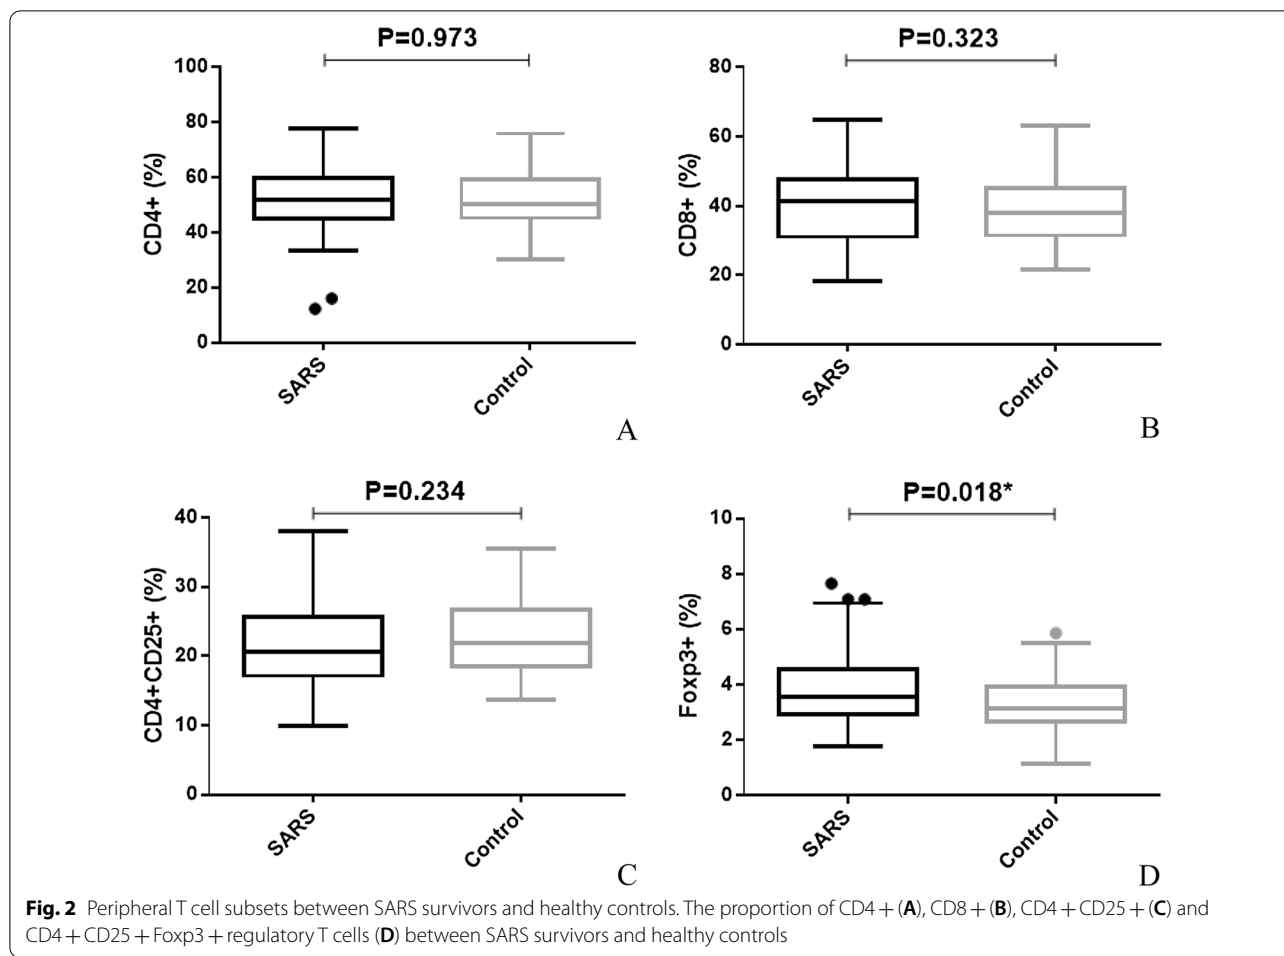 P=0.973
100
80
60
40
20
0
CD4+ (%)
SARS
Control
A
P=0.323
80
60
40
20
0
CD8+ (%)
SARS
Control
B
P=0.234
40
30
20
10
0
CD4+CD25+ (%)
SARS
Control
C
P=0.018*
10
8
6
4
2
0
Foxp3+ (%)
SARS
Control
D
Fig. 2 Peripheral T cell subsets between SARS survivors and healthy controls. The proportion of CD4 + (A), CD8 + (B), CD4 + CD25 + (C) and
CD4 + CD25 + Foxp3 + regulatory T cells (D) between SARS survivors and healthy controls